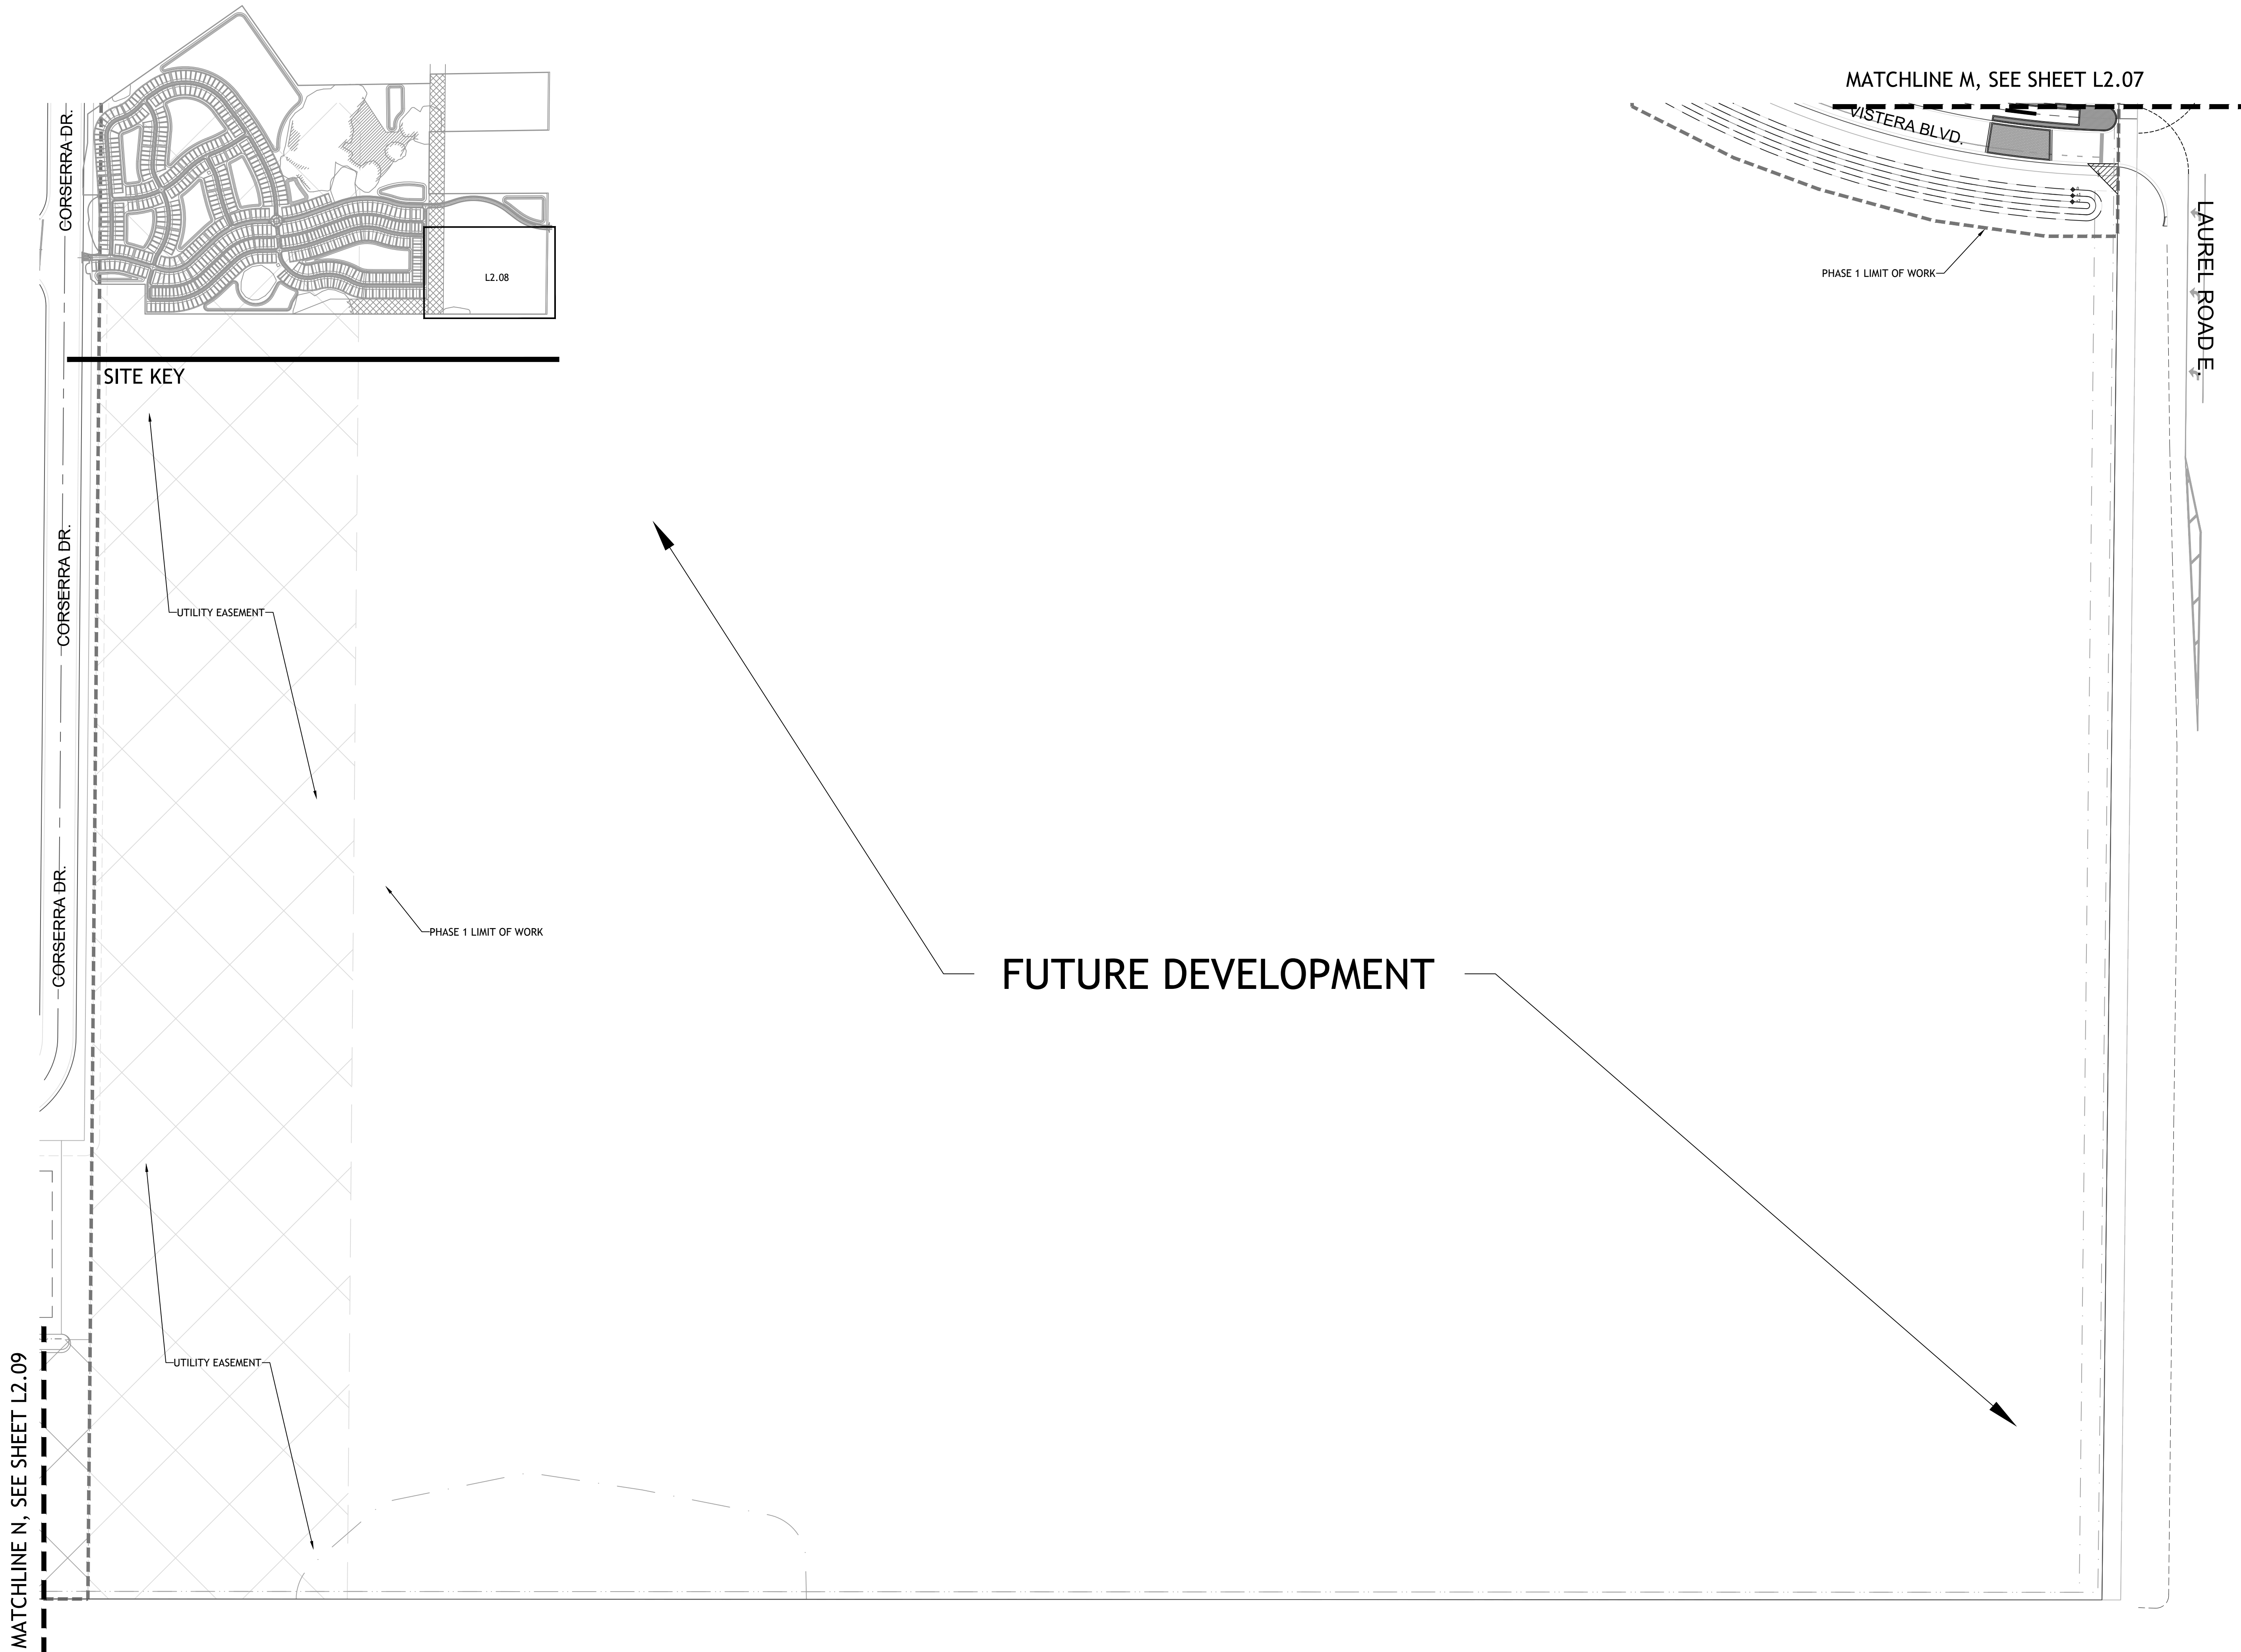 MATCHLINE M, SEE SHEET L2.07
CORSERRA DR.
VISTERA BLVD.
LAUREL ROAD E.
L2.08
PHASE 1 LIMIT OF WORK
SITE KEY
CORSERRA DR.
UTILITY EASEMENT
CORSERRA DR.
PHASE 1 LIMIT OF WORK
FUTURE DEVELOPMENT
UTILITY EASEMENT
MATCHLINE N, SEE SHEET L2.09